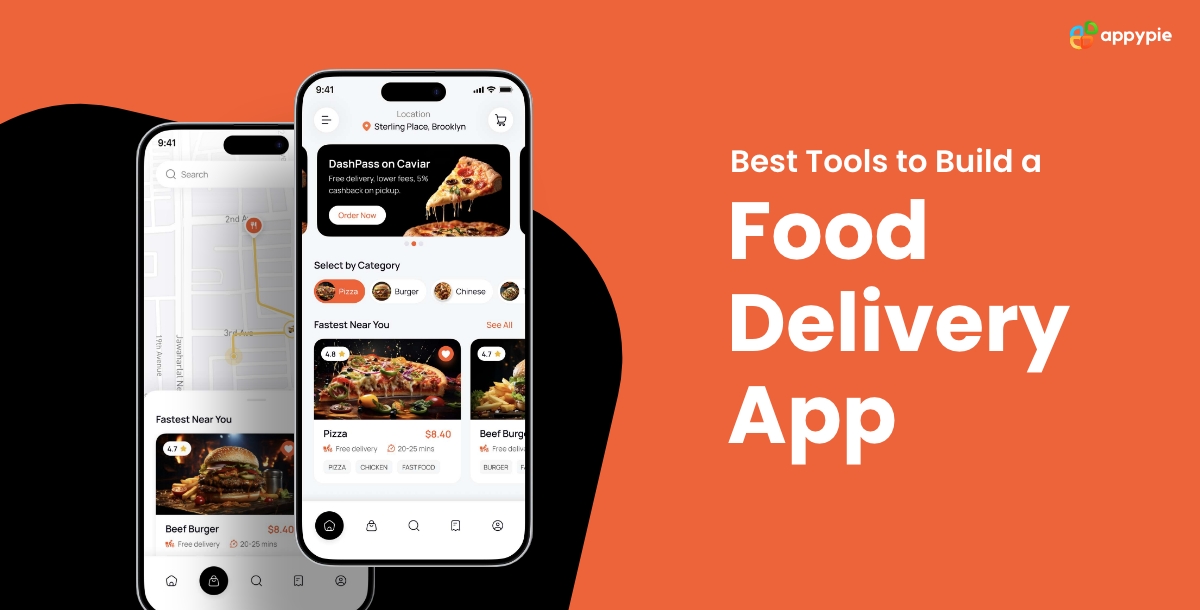 appypie
Best Tools to Build a
Food
Delivery
App
9:41
Location
Sterling Place, Brooklyn
DashPass on Caviar
Free delivery, lower fees, 5%
cashback on pickup.
Order Now
Select by Category
Pizza
Burger
Chinese
Fastest Near You
See All
4.8
4.7
Pizza
$8.40
Beef Burg
Free delivery
20-25 mins
Free deliv
PIZZA
CHICKEN
FAST FOOD
BURGER
9:41
Search
2nd A
3rd Ave
19th Avenue
Jawaharlal Ne
Fastest Near You
4.7
Beef Burger
$8.40
Free delivery
20-25 mins